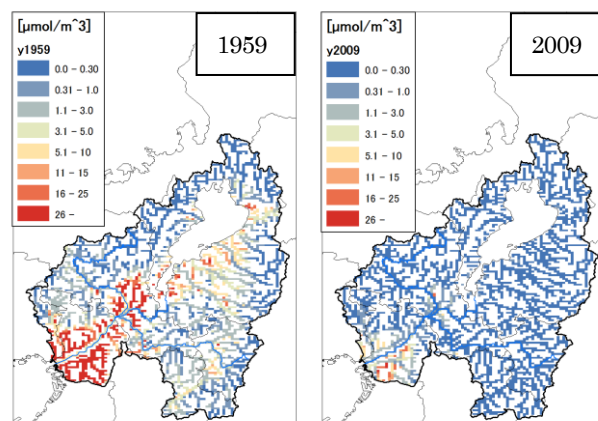 [μmol/m^3]
y1959
0.0 - 0.30
0.31 - 1.0
1.1 - 3.0
3.1 - 5.0
5.1 - 10
11 - 15
16 - 25
26 -
1959
[μmol/m^3]
y2009
0.0 - 0.30
0.31 - 1.0
1.1 - 3.0
3.1 - 5.0
5.1 - 10
11 - 15
16 - 25
26 -
2009